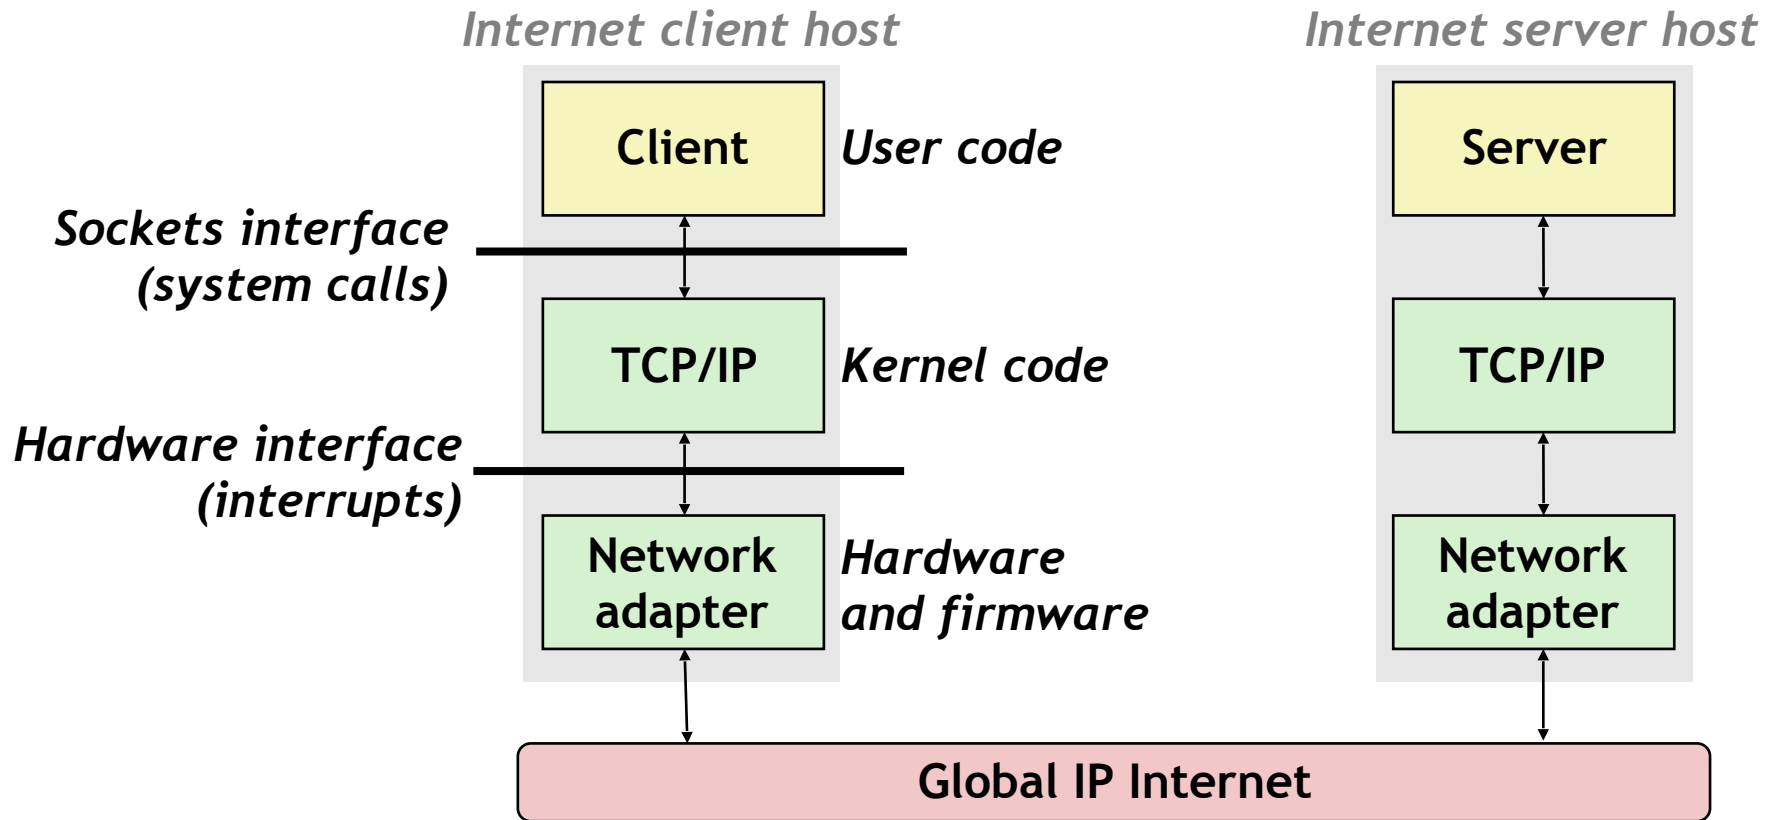 Internet client host
Internet server host
Client
User code
Server
Sockets interface
(system calls)
TCP/IP
Kernel code
TCP/IP
Hardware interface
(interrupts)
Network
adapter
Hardware
and firmware
Network
adapter
Global IP Internet